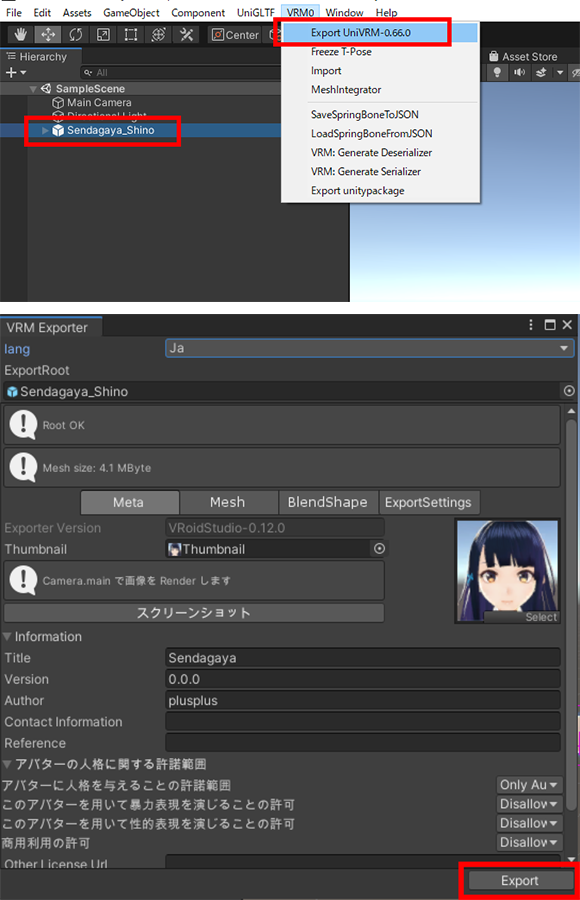 File Edit Assets GameObject Component UniGLTF VRM0 Window Help
Center
Hierarchy
Asset Store
All
SampleScene
Main Camera
Directional Light
Sendagaya_Shino
Export UniVRM-0.66.0
Freeze T-Pose
Import
MeshIntegrator
SaveSpringBoneToJSON
LoadSpringBoneFromJSON
VRM: Generate Deserializer
VRM: Generate Serializer
Export unitypackage
VRM Exporter
lang Ja
ExportRoot
Sendagaya_Shino
Root OK
Mesh size: 4.1 MByte
Meta Mesh BlendShape ExportSettings
Exporter Version VRoidStudio-0.12.0
Thumbnail Thumbnail
Camera.main で画像を Render します
Select
スクリーンショット
Information
Title Sendagaya
Version 0.0.0
Author plusplus
Contact Information
Reference
アバターの人格に関する許諾範囲
アバターに人格を与えることの許諾範囲 Only Au
このアバターを用いて暴力表現を演じることの許可 Disallow
このアバターを用いて性的表現を演じることの許可 Disallow
商用利用の許可 Disallow
Other License Url
Export